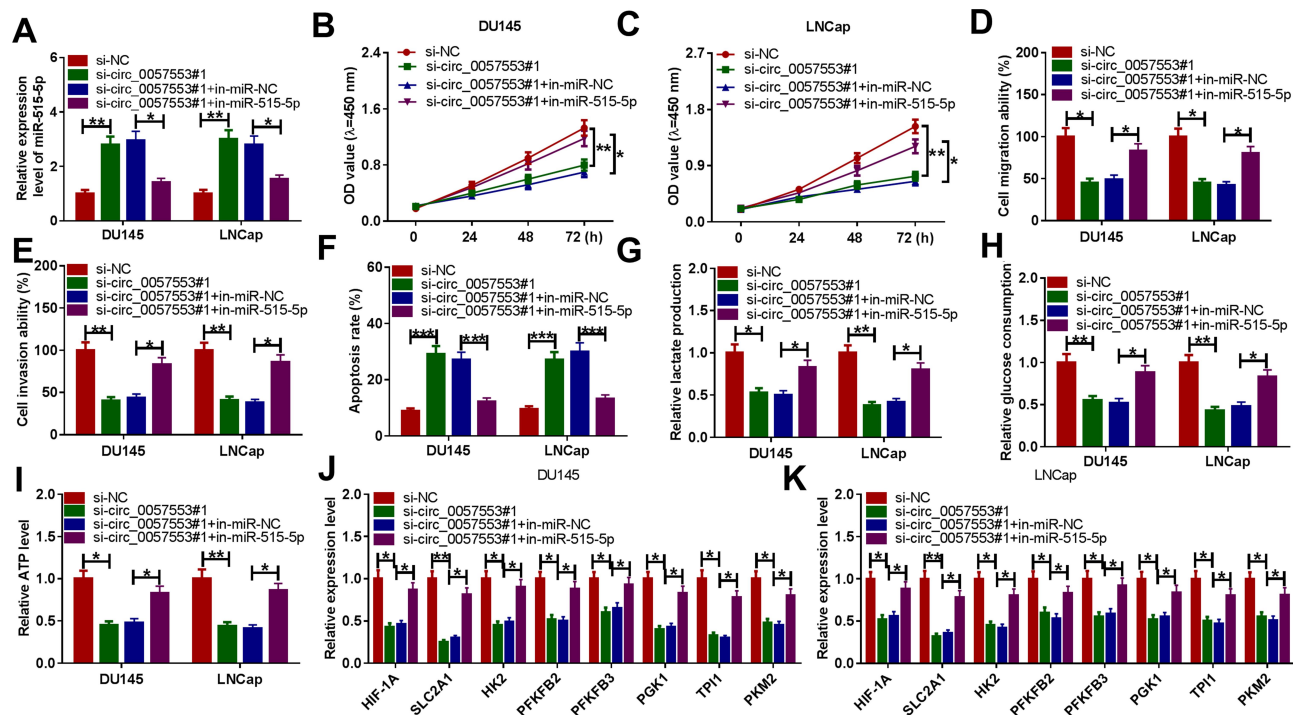 A
si-NC
si-circ_0057553#1
si-circ_0057553#1+in-miR-NC
si-circ_0057553#1+in-miR-515-5p
Relative expression
level of miR-515-5p
6
4
2
0
** * ** *
DU145 LNCap
B
DU145
si-NC
si-circ_0057553#1
si-circ_0057553#1+in-miR-NC
si-circ_0057553#1+in-miR-515-5p
OD value (λ=450 nm)
2.4
1.8
1.2
0.6
0.0
** *
0 24 48 72 (h)
C
LNCap
si-NC
si-circ_0057553#1
si-circ_0057553#1+in-miR-NC
si-circ_0057553#1+in-miR-515-5p
OD value (λ=450 nm)
2.7
1.8
0.9
0.0
** *
0 24 48 72 (h)
D
si-NC
si-circ_0057553#1
si-circ_0057553#1+in-miR-NC
si-circ_0057553#1+in-miR-515-5p
Cell migration ability (%)
200
150
100
50
0
* * * *
DU145 LNCap
E
si-NC
si-circ_0057553#1
si-circ_0057553#1+in-miR-NC
si-circ_0057553#1+in-miR-515-5p
Cell invasion ability (%)
200
150
100
50
0
** * ** *
DU145 LNCap
F
si-NC
si-circ_0057553#1
si-circ_0057553#1+in-miR-NC
si-circ_0057553#1+in-miR-515-5p
Apoptosis rate (%)
60
40
20
0
*** *** *** ***
DU145 LNCap
G
si-NC
si-circ_0057553#1
si-circ_0057553#1+in-miR-NC
si-circ_0057553#1+in-miR-515-5p
Relative lactate production
2.0
1.5
1.0
0.5
0.0
* * ** *
DU145 LNCap
H
si-NC
si-circ_0057553#1
si-circ_0057553#1+in-miR-NC
si-circ_0057553#1+in-miR-515-5p
Relative glucose consumption
2.0
1.5
1.0
0.5
0.0
** * ** *
DU145 LNCap
I
si-NC
si-circ_0057553#1
si-circ_0057553#1+in-miR-NC
si-circ_0057553#1+in-miR-515-5p
Relative ATP level
2.0
1.5
1.0
0.5
0.0
* * ** *
DU145 LNCap
J
DU145
si-NC
si-circ_0057553#1
si-circ_0057553#1+in-miR-NC
si-circ_0057553#1+in-miR-515-5p
Relative expression level
2.0
1.5
1.0
0.5
0.0
* * ** * * * * * * * * * * * * *
HIF-1A SLC2A1 HK2 PFKFB2 PFKFB3 PGK1 TPI1 PKM2
K
LNCap
si-NC
si-circ_0057553#1
si-circ_0057553#1+in-miR-NC
si-circ_0057553#1+in-miR-515-5p
Relative expression level
2.0
1.5
1.0
0.5
0.0
* * ** * * * * * * * * * * * * *
HIF-1A SLC2A1 HK2 PFKFB2 PFKFB3 PGK1 TPI1 PKM2